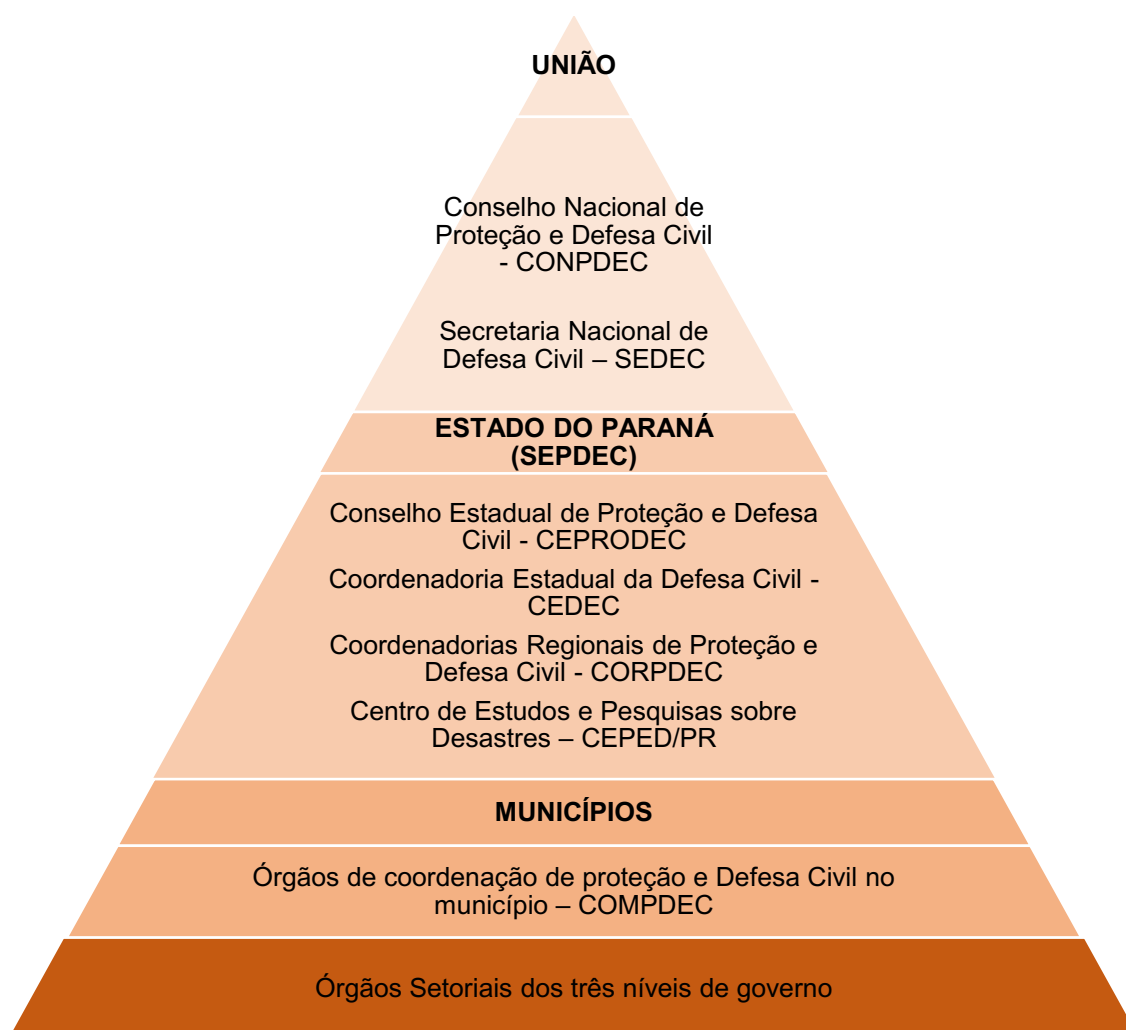 UNIÃO
Conselho Nacional de
Proteção e Defesa Civil
- CONPDEC
Secretaria Nacional de
Defesa Civil – SEDEC
ESTADO DO PARANÁ
(SEPDEC)
Conselho Estadual de Proteção e Defesa
Civil - CEPRODEC
Coordenadoria Estadual da Defesa Civil -
CEDEC
Coordenadorias Regionais de Proteção e
Defesa Civil - CORPDEC
Centro de Estudos e Pesquisas sobre
Desastres – CEPED/PR
MUNICÍPIOS
Órgãos de coordenação de proteção e Defesa Civil no
município – COMPDEC
Órgãos Setoriais dos três níveis de governo